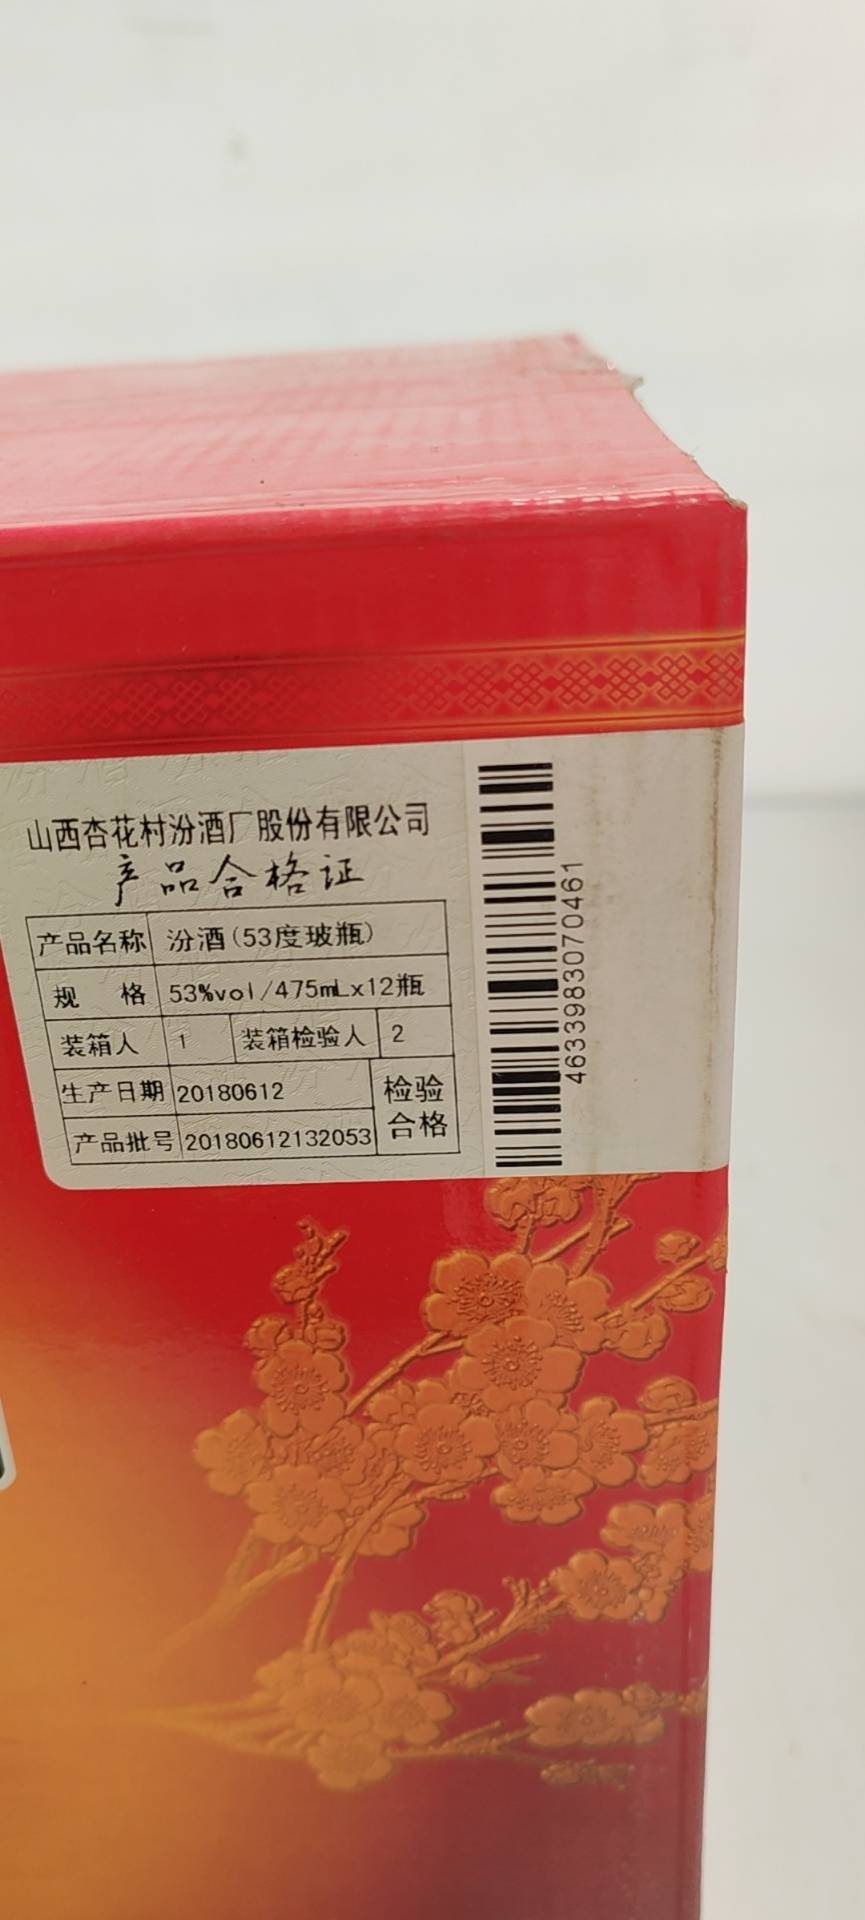 山西杏花村汾酒厂股份有限公司
产品合格证
产品名称 汾酒(53度玻瓶)
规 格 53%vol/475mLx12瓶
装箱人 1 装箱检验人 2
生产日期 20180612 检验
产品批号 20180612132053 合格
4633983070461